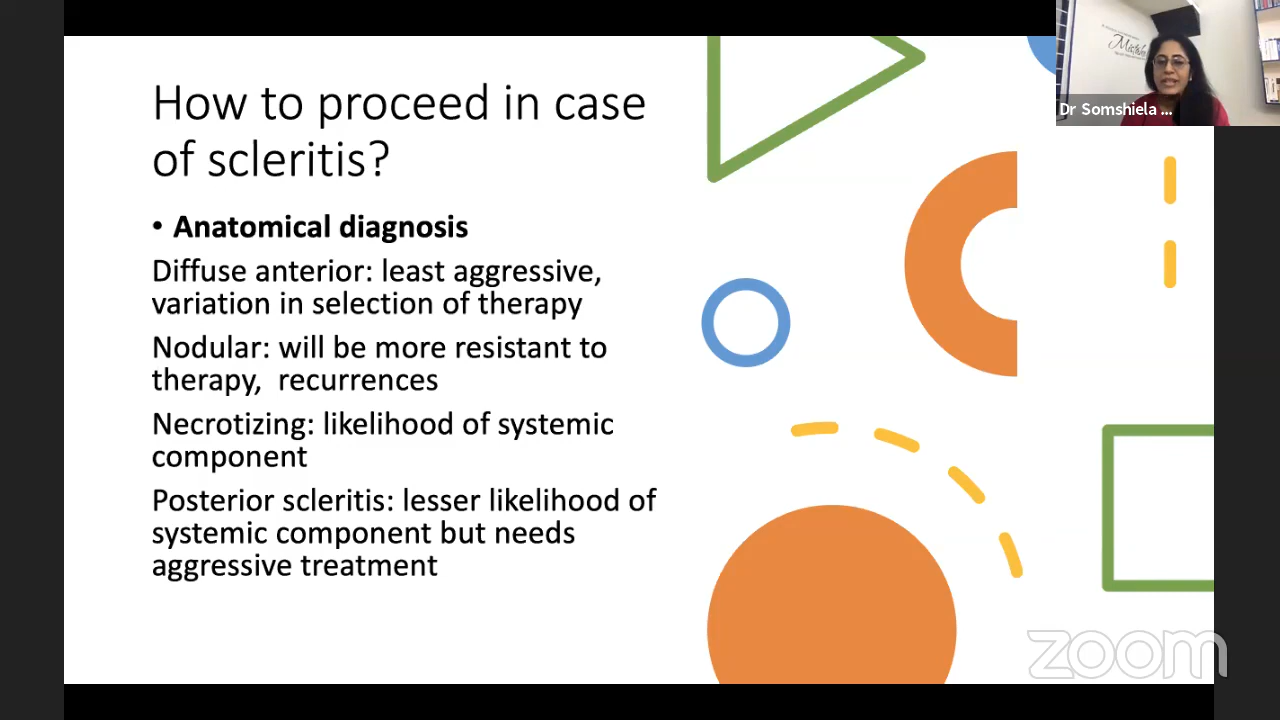 How to proceed in case
of scleritis?
• Anatomical diagnosis
Diffuse anterior: least aggressive,
variation in selection of therapy
Nodular: will be more resistant to
therapy, recurrences
Necrotizing: likelihood of systemic
component
Posterior scleritis: lesser likelihood of
systemic component but needs
aggressive treatment
Dr Somshiela ...
zoom